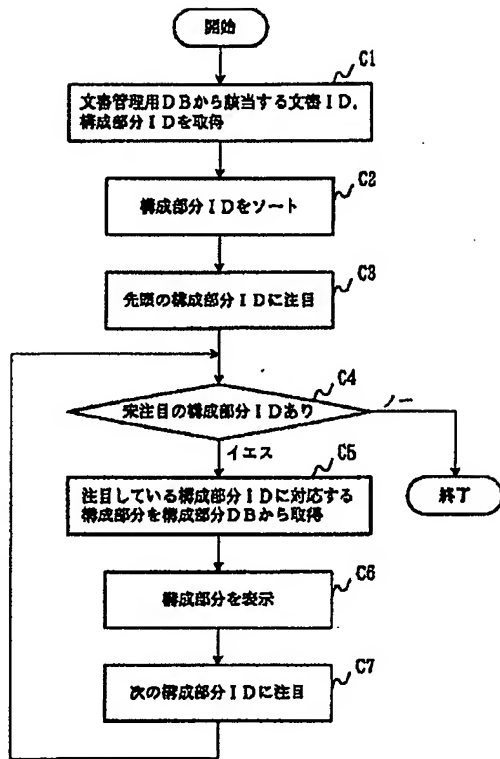 開始
C1
文書管理用DBから該当する文書ID,
構成部分IDを取得
C2
構成部分IDをソート
C3
先頭の構成部分IDに注目
C4
未注目の構成部分IDあり
ノー
イエス
C5
終了
注目している構成部分IDに対応する
構成部分を構成部分DBから取得
C6
構成部分を表示
C7
次の構成部分IDに注目